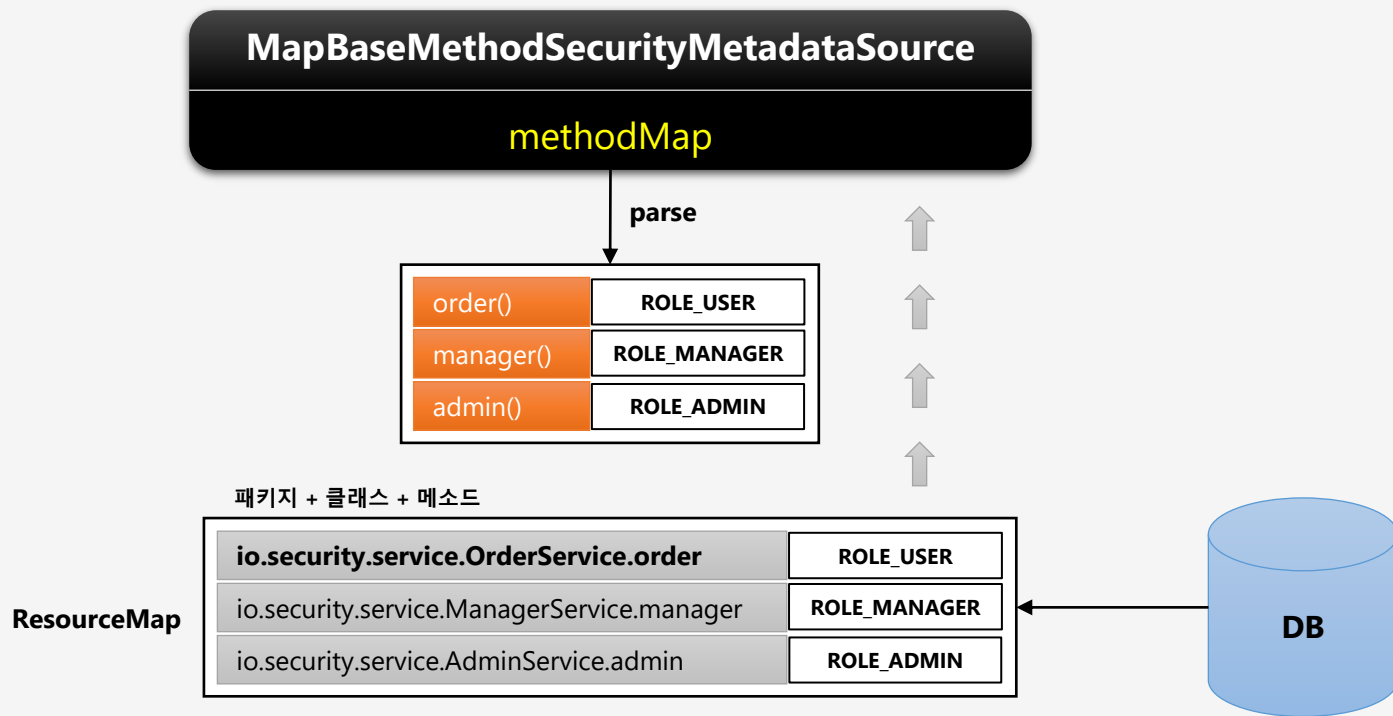 MapBaseMethodSecurityMetadataSource
methodMap
parse
order() ROLE_USER
manager() ROLE_MANAGER
admin() ROLE_ADMIN
패키지 + 클래스 + 메소드
io.security.service.OrderService.order ROLE_USER
ResourceMap io.security.service.ManagerService.manager ROLE_MANAGER
io.security.service.AdminService.admin ROLE_ADMIN
DB